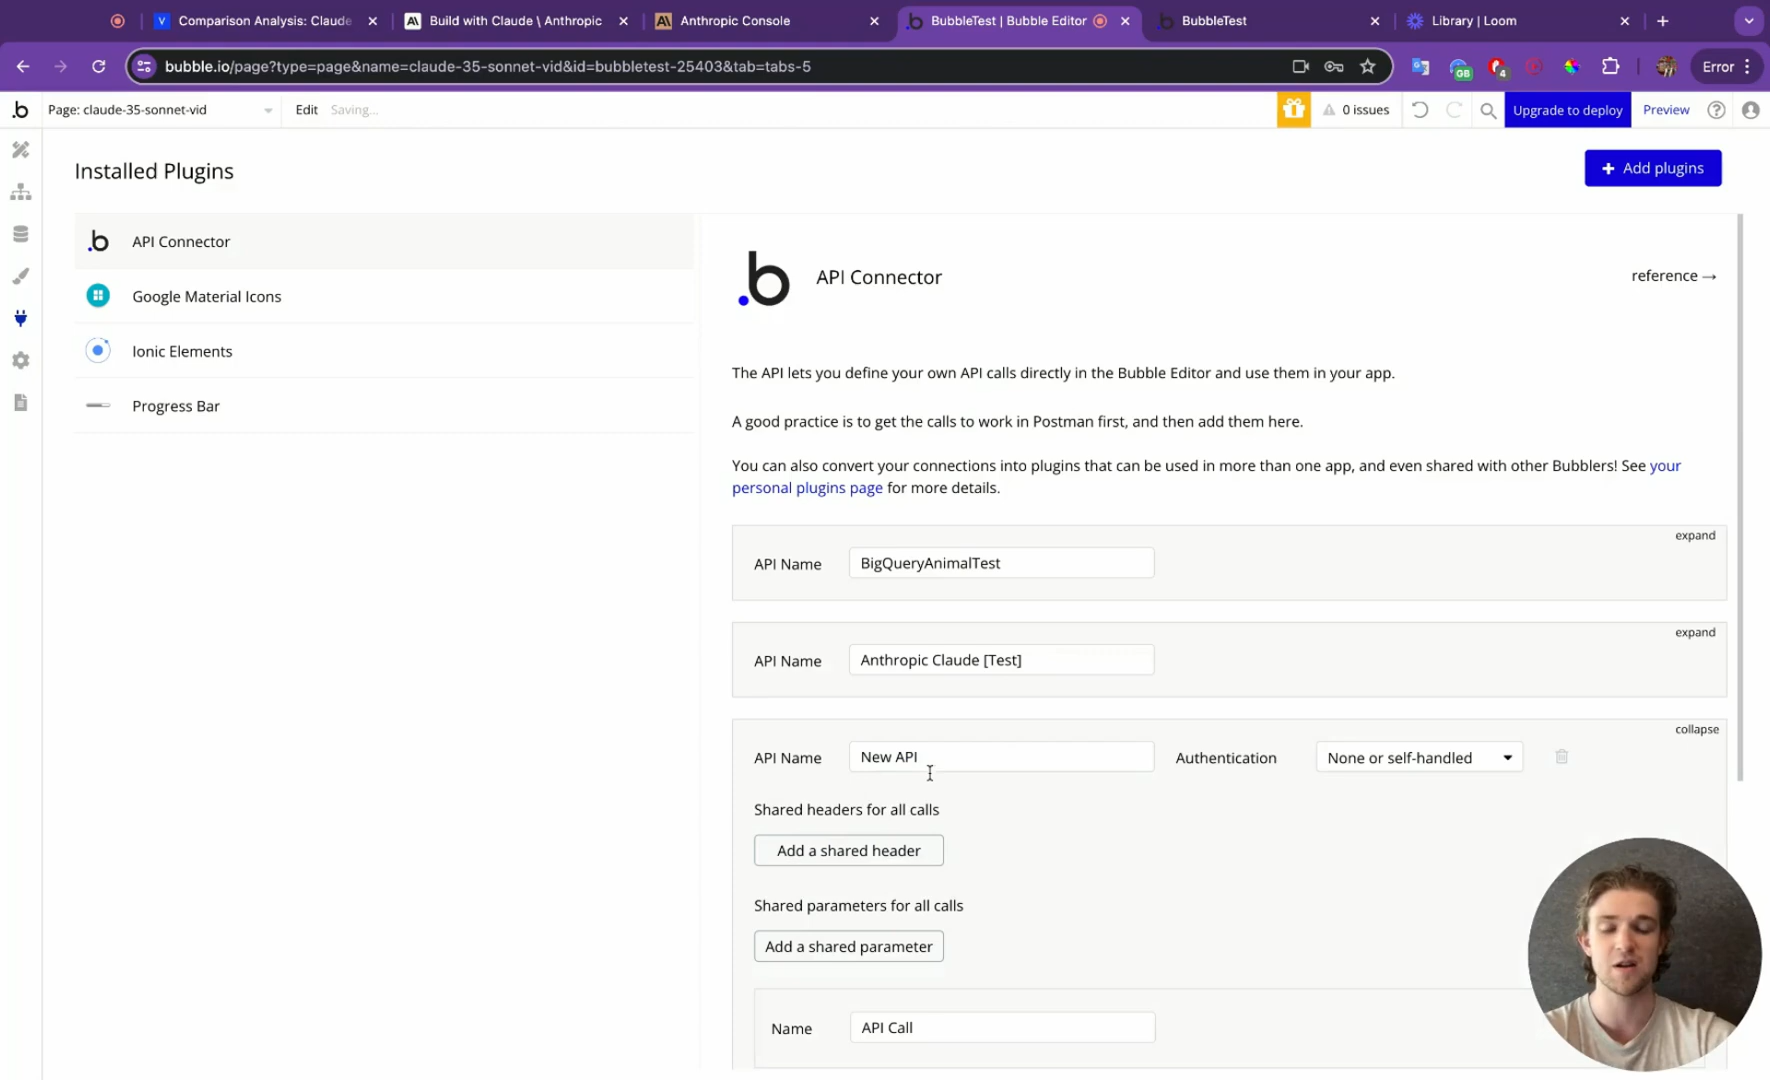 Comparison Analysis: Claude
Build with Claude \ Anthropic
Anthropic Console
BubbleTest | Bubble Editor
BubbleTest
Library | Loom
bubble.io/page?type=page&name=claude-35-sonnet-vid&id=bubbletest-25403&tab=tabs-5
GB
4
Error
Page: claude-35-sonnet-vid
Edit
Saving...
0 issues
Upgrade to deploy
Preview
Installed Plugins
+ Add plugins
API Connector
Google Material Icons
Ionic Elements
Progress Bar
API Connector
reference →
The API lets you define your own API calls directly in the Bubble Editor and use them in your app.
A good practice is to get the calls to work in Postman first, and then add them here.
You can also convert your connections into plugins that can be used in more than one app, and even shared with other Bubblers! See your
personal plugins page for more details.
expand
API Name
BigQueryAnimalTest
expand
API Name
Anthropic Claude [Test]
collapse
API Name
New API
Authentication
None or self-handled
Shared headers for all calls
Add a shared header
Shared parameters for all calls
Add a shared parameter
Name
API Call